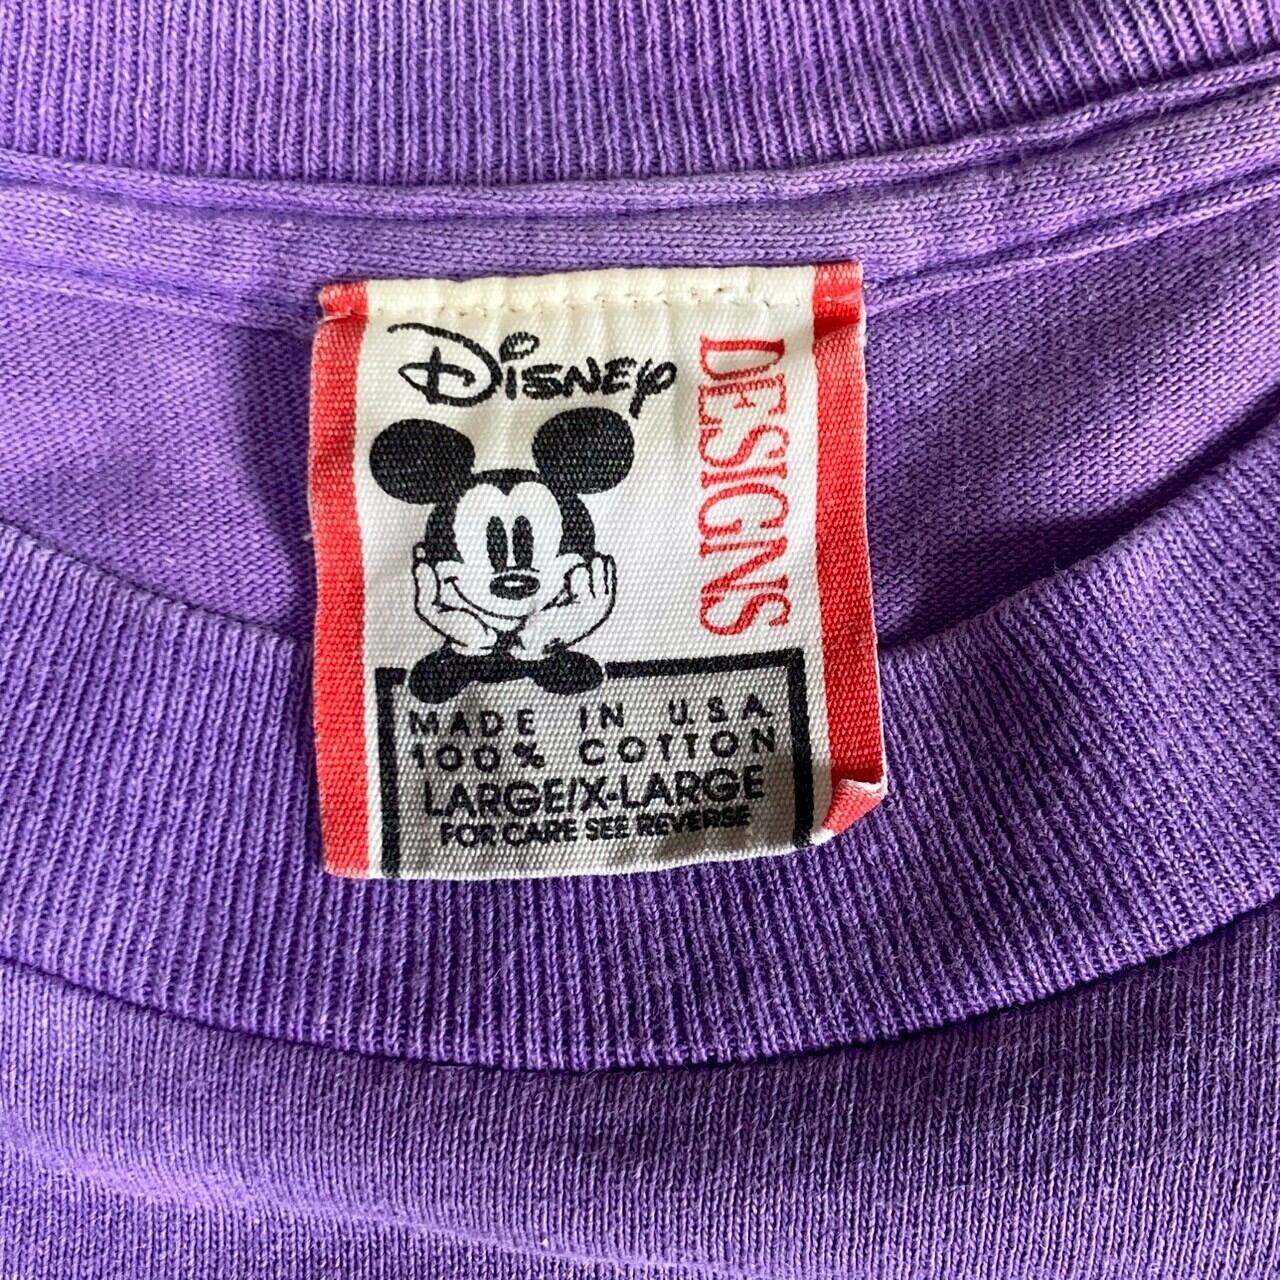 Disney
DESIGNS
MADE IN U.S.A
100% COTTON
LARGE/X-LARGE
FOR CARE SEE REVERSE